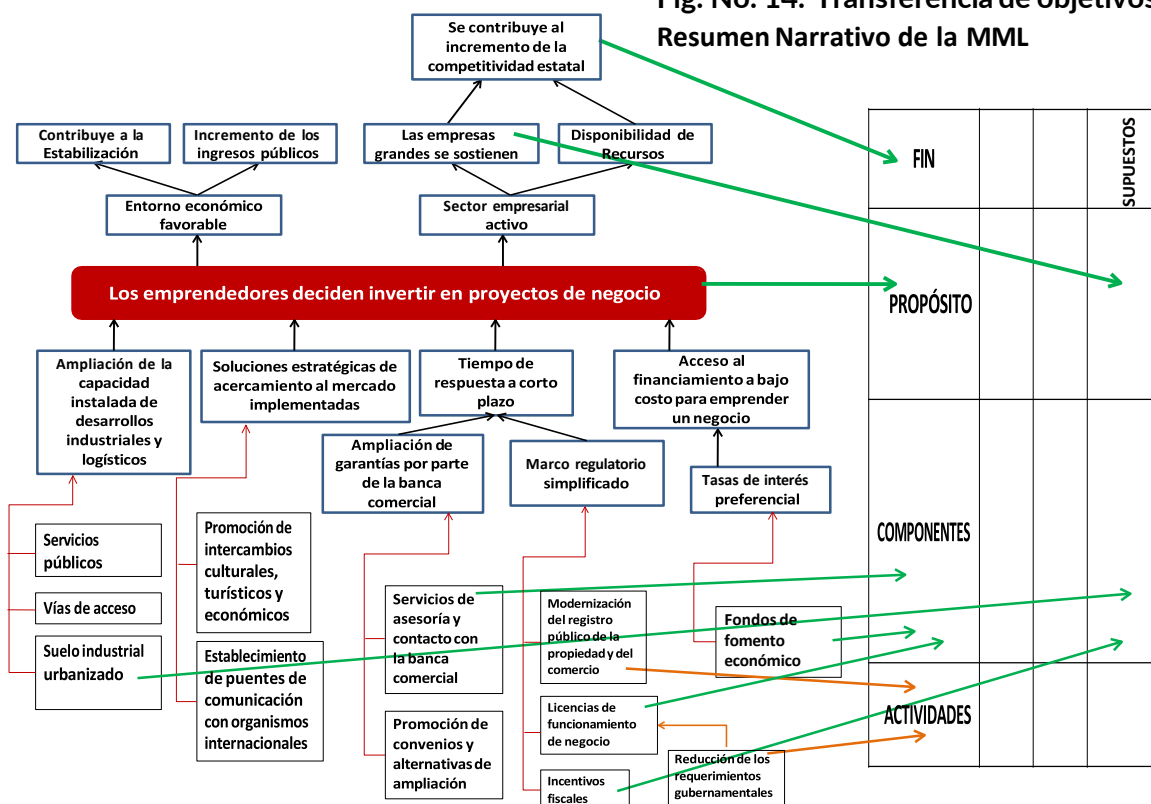 Fig. No. 14. Transferencia de objetivos
Resumen Narrativo de la MML
Se contribuye al
incremento de la
competitividad estatal
Contribuye a la
Estabilización
Incremento de los
ingresos públicos
Las empresas
grandes se sostienen
Disponibilidad de
Recursos
Entorno económico
favorable
Sector empresarial
activo
Los emprendedores deciden invertir en proyectos de negocio
Ampliación de la
capacidad
instalada de
desarrollos
industriales y
logísticos
Soluciones estratégicas de
acercamiento al mercado
implementadas
Tiempo de
respuesta a corto
plazo
Acceso al
financiamiento a bajo
costo para emprender
un negocio
Ampliación de
garantías por parte
de la banca
comercial
Marco regulatorio
simplificado
Tasas de interés
preferencial
Servicios
públicos
Vías de acceso
Suelo industrial
urbanizado
Promoción de
intercambios
culturales,
turísticos y
económicos
Establecimiento
de puentes de
comunicación
con organismos
internacionales
Servicios de
asesoría y
contacto con
la banca
comercial
Promoción de
convenios y
alternativas de
ampliación
Modernización
del registro
público de la
propiedad y del
comercio
Licencias de
funcionamiento
de negocio
Incentivos
fiscales
Fondos de
fomento
económico
Reducción de los
requerimientos
gubernamentales
FIN
SUPUESTOS
PROPÓSITO
COMPONENTES
ACTIVIDADES